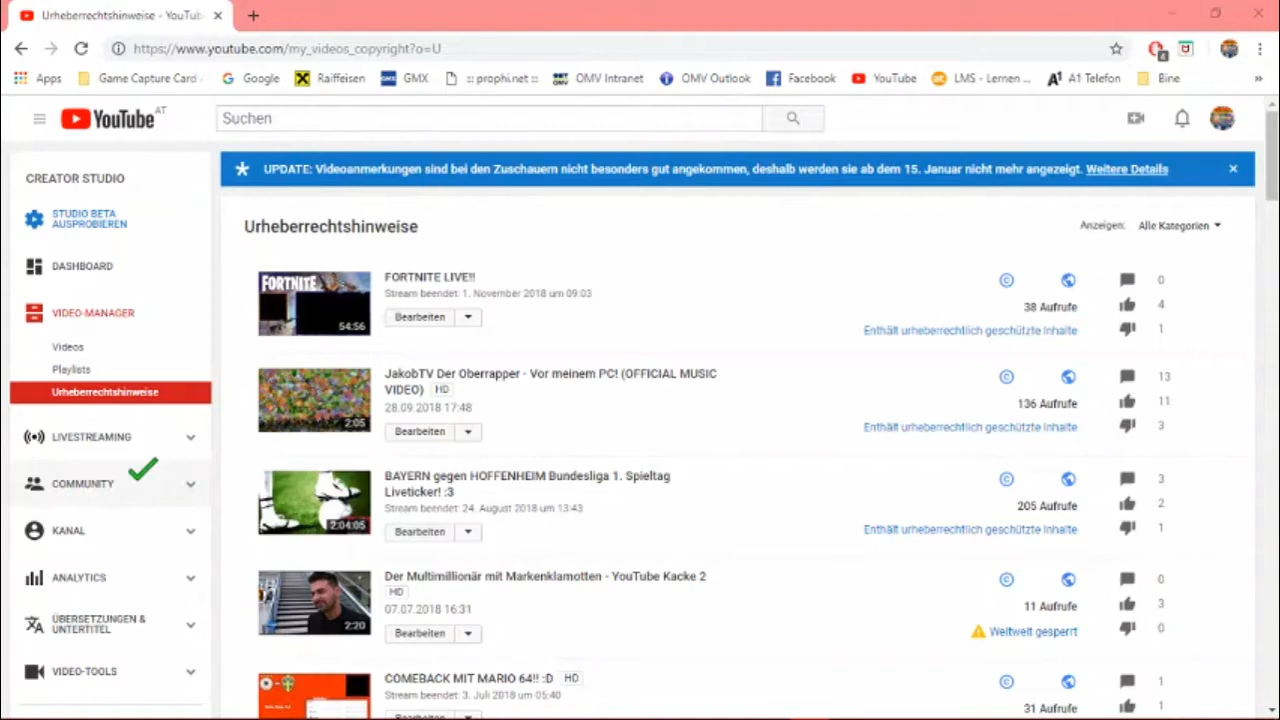 Urheberrechtshinweise - YouTub
https://www.youtube.com/my_videos_copyright?o=U
Apps
Game Capture Card
Google
Raiffeisen
GMX
:: prophi.net ::
OMV Intranet
OMV Outlook
Facebook
YouTube
LMS - Lernen ...
A1 Telefon
Bine
»
YouTube AT
Suchen
CREATOR STUDIO
STUDIO BETA
AUSPROBIEREN
DASHBOARD
VIDEO-MANAGER
Videos
Playlists
Urheberrechtshinweise
LIVESTREAMING
COMMUNITY
KANAL
ANALYTICS
ÜBERSETZUNGEN &
UNTERTITEL
VIDEO-TOOLS
UPDATE: Videoanmerkungen sind bei den Zuschauern nicht besonders gut angekommen, deshalb werden sie ab dem 15. Januar nicht mehr angezeigt. Weitere Details
Urheberrechtshinweise
Anzeigen: Alle Kategorien
FORTNITE
54:56
FORTNITE LIVE!!
Stream beendet: 1. November 2018 um 09:03
Bearbeiten
38 Aufrufe
Enthält urheberrechtlich geschützte Inhalte
0
4
1
2:05
JakobTV Der Oberrapper - Vor meinem PC! (OFFICIAL MUSIC
VIDEO) HD
28.09.2018 17:48
Bearbeiten
136 Aufrufe
Enthält urheberrechtlich geschützte Inhalte
13
11
3
2:04:05
BAYERN gegen HOFFENHEIM Bundesliga 1. Spieltag
Liveticker! :3
Stream beendet: 24. August 2018 um 13:43
Bearbeiten
205 Aufrufe
Enthält urheberrechtlich geschützte Inhalte
3
2
1
2:20
Der Multimillionär mit Markenklamotten - YouTube Kacke 2
HD
07.07.2018 16:31
Bearbeiten
11 Aufrufe
Weltweit gesperrt
0
3
0
COMEBACK MIT MARIO 64!! :D HD
Stream beendet: 3. Juli 2018 um 05:40
Bearbeiten
31 Aufrufe
1
1